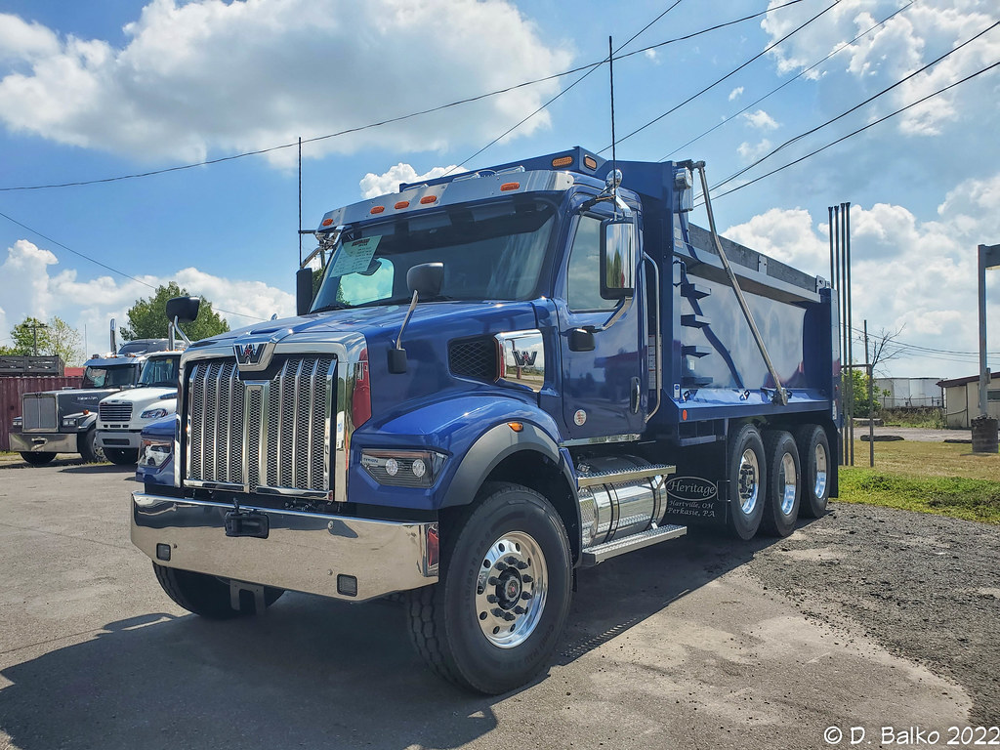 Heritage
Hartville, OH
Perkasie, PA
© D. Balko 2022